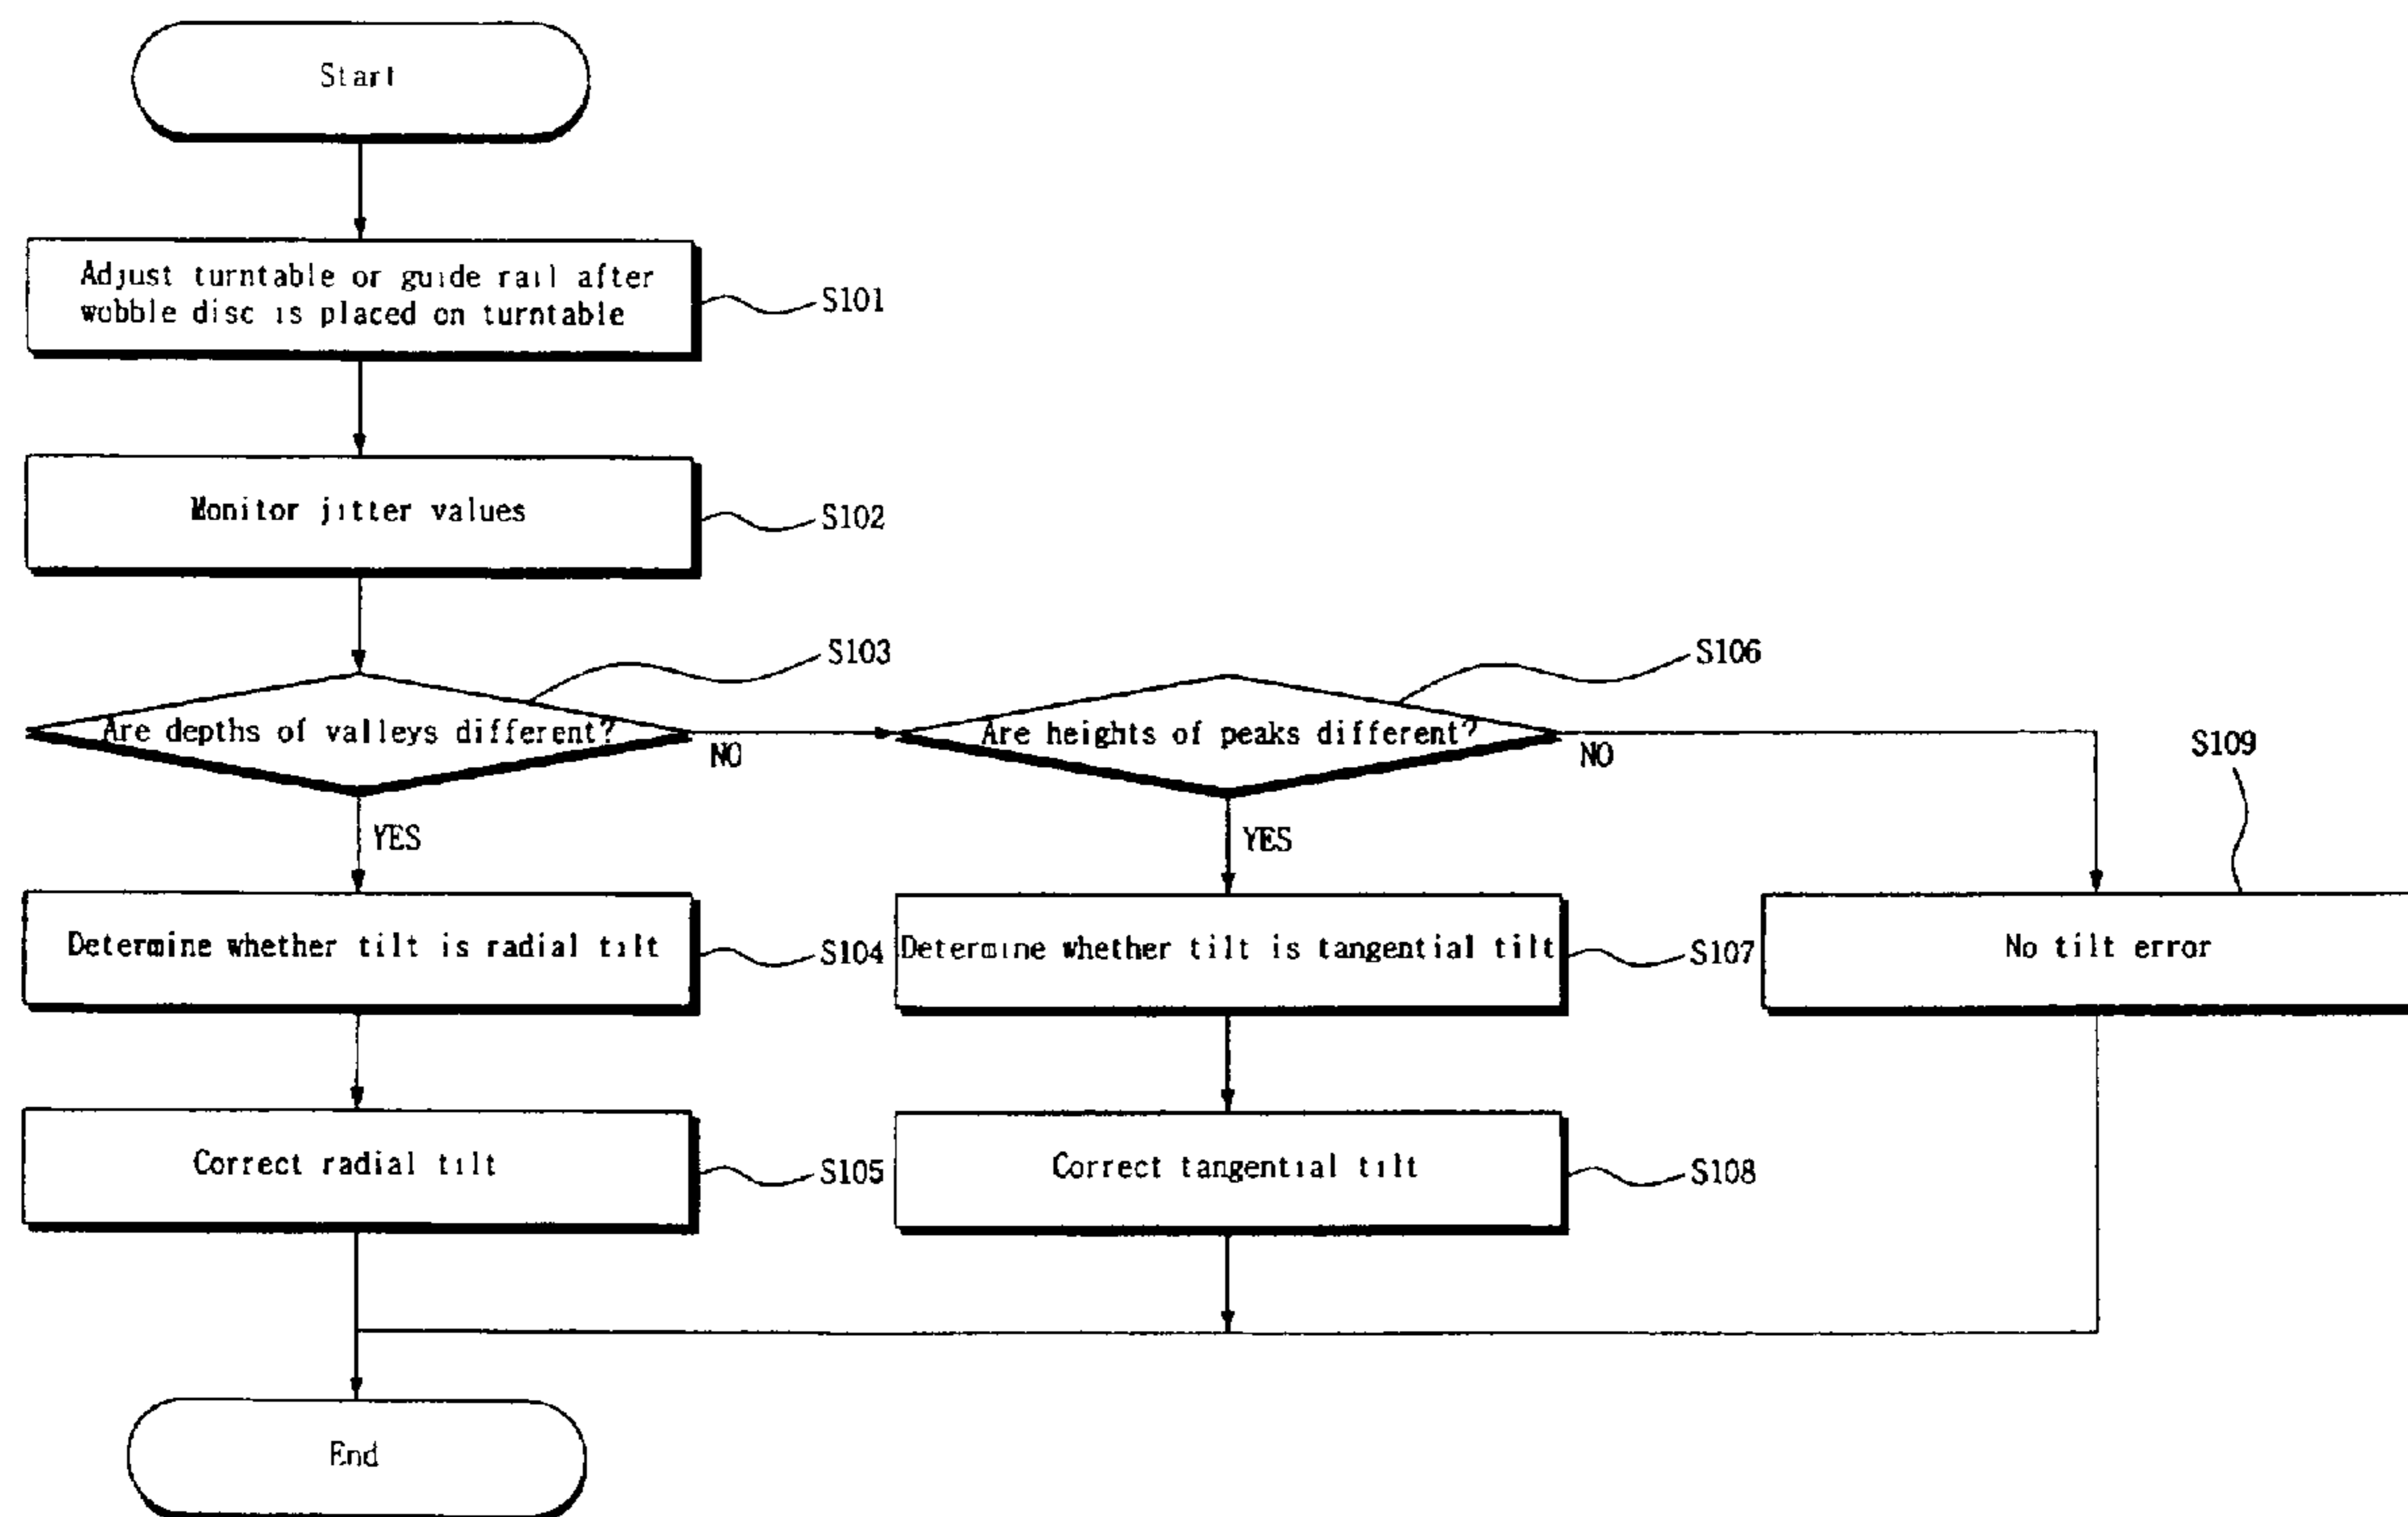 Start
Adjust turntable or guide rail after
wobble disc is placed on turntable
S101
Monitor jitter values
S102
S103
Are depths of valleys different?
NO
S106
Are heights of peaks different?
NO
S109
YES
YES
Determine whether tilt is radial tilt
S104
Determine whether tilt is tangential tilt
S107
No tilt error
Correct radial tilt
S105
Correct tangential tilt
S108
End